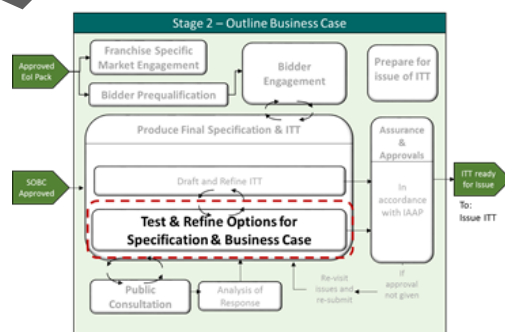 Stage 2 – Outline Business Case
Approved
EoI Pack
Franchise Specific
Market Engagement
Bidder Prequalification
Bidder
Engagement
Prepare for
issue of ITT
Produce Final Specification & ITT
Assurance
&
Approvals
SOBC
Approved
Draft and Refine ITT
In
accordance
with IAAP
ITT ready
for Issue
To:
Issue ITT
Test & Refine Options for
Specification & Business Case
Public
Consultation
Analysis of
Response
Re-visit
issues and
re-submit
if
approval
not given